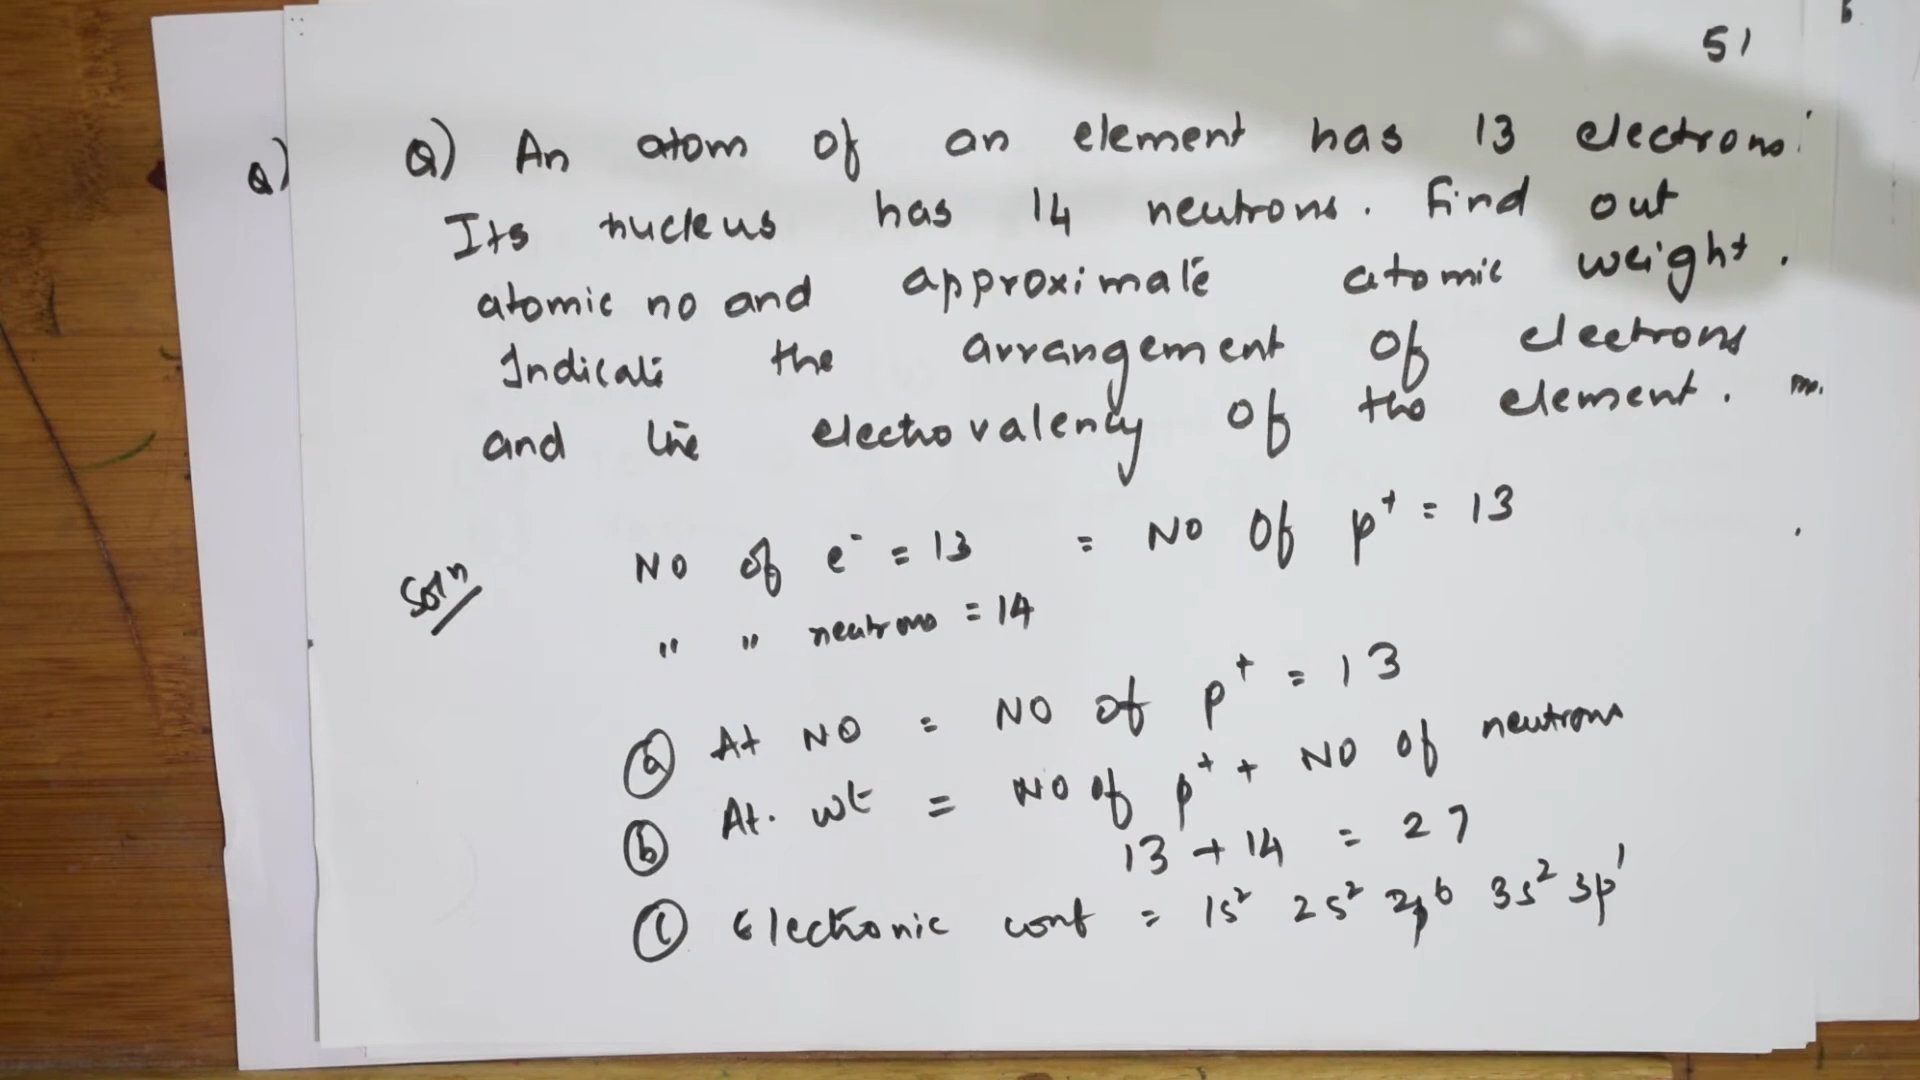 51
Q) Q) An atom of an element has 13 electrons.
Its nucleus has 14 neutrons. Find out
atomic no and approximate atomic weight.
Indicate the arrangement of electrons
and the electrovalency of the element.
Soln NO of e⁻ = 13 = NO Of p⁺ = 13
" " neutrons = 14
(a) At NO = NO of p⁺ = 13
(b) At. wt = NO of p⁺ + NO of neutrons
13 + 14 = 27
(c) Electronic conf = 1s² 2s² 2p⁶ 3s² 3p¹